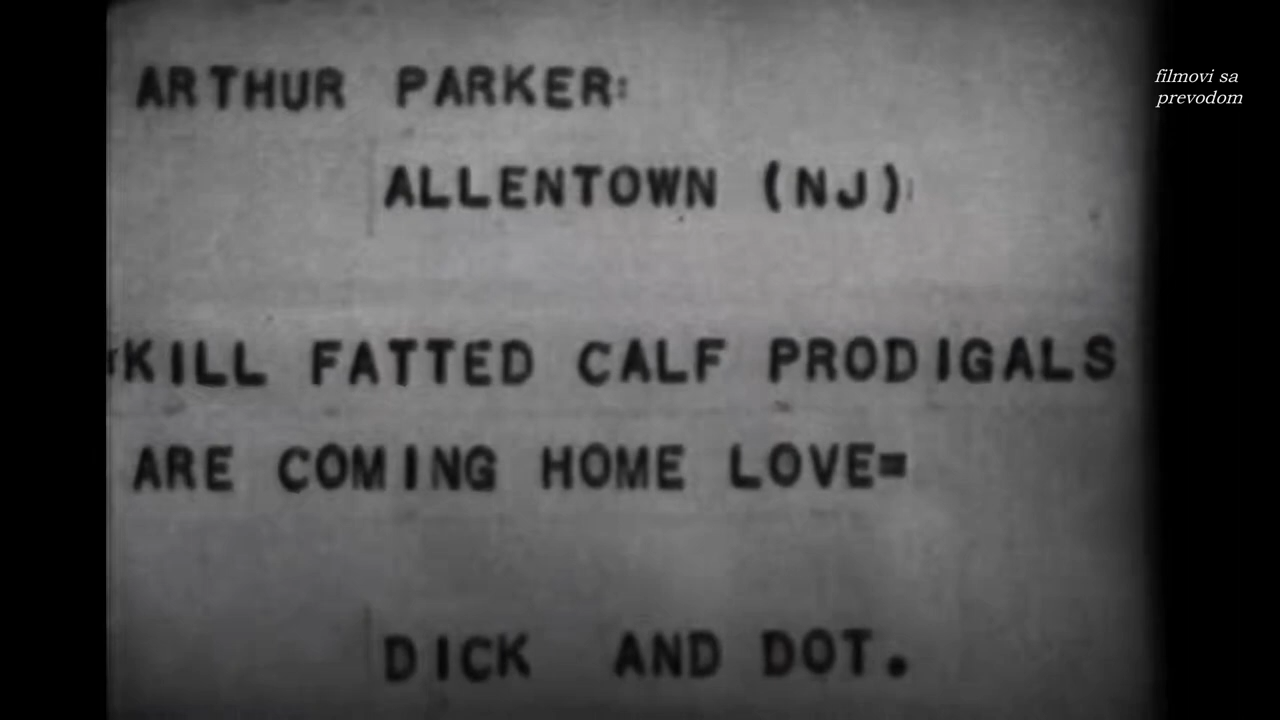 ARTHUR PARKER:
ALLENTOWN (NJ)
KILL FATTED CALF PRODIGALS
ARE COMING HOME LOVE=
DICK AND DOT.
filmovi sa
prevodom